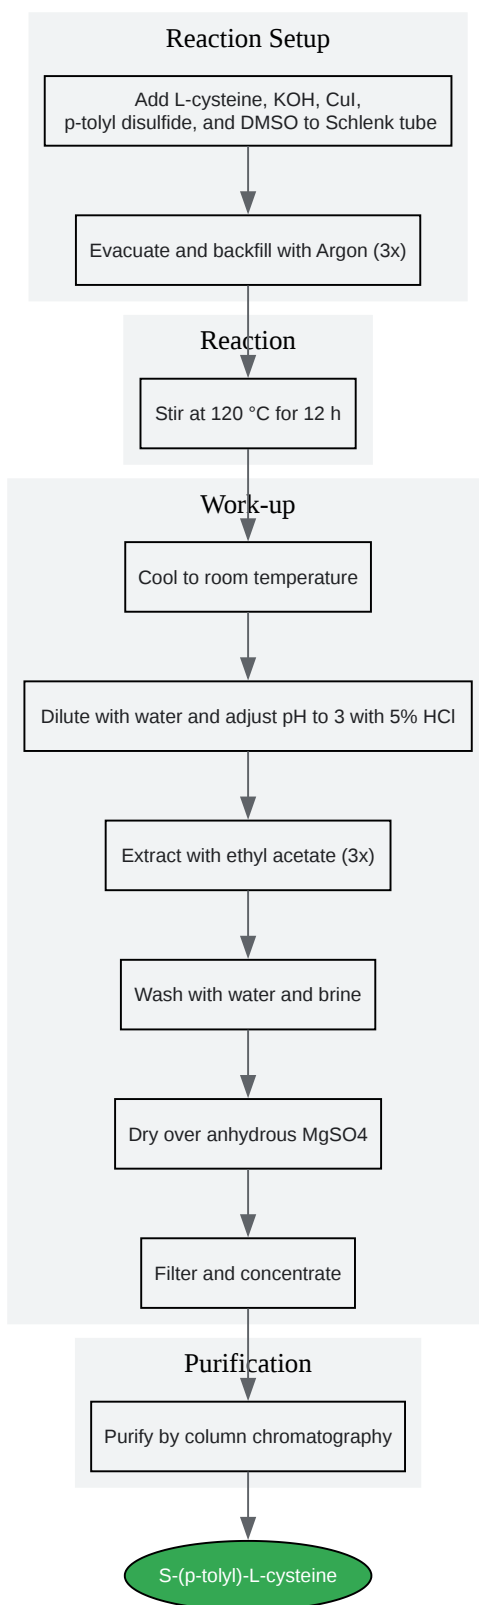 Reaction Setup
Add L-cysteine, KOH, CuI,
p-tolyl disulfide, and DMSO to Schlenk tube
Evacuate and backfill with Argon (3x)
Reaction
Stir at 120 °C for 12 h
Work-up
Cool to room temperature
Dilute with water and adjust pH to 3 with 5% HCl
Extract with ethyl acetate (3x)
Wash with water and brine
Dry over anhydrous MgSO4
Filter and concentrate
Purification
Purify by column chromatography
S-(p-tolyl)-L-cysteine